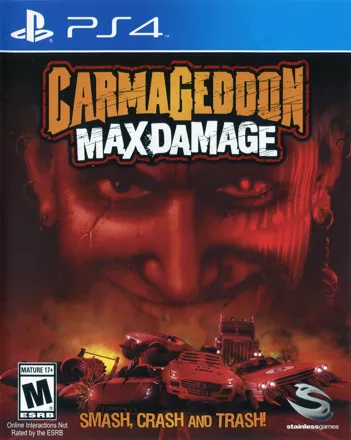 PS4
CARMAGEDDON
MAX DAMAGE
SMASH, CRASH AND TRASH!
MATURE 17+
M
ESRB
Online Interactions Not
Rated by the ESRB
stainlessgames